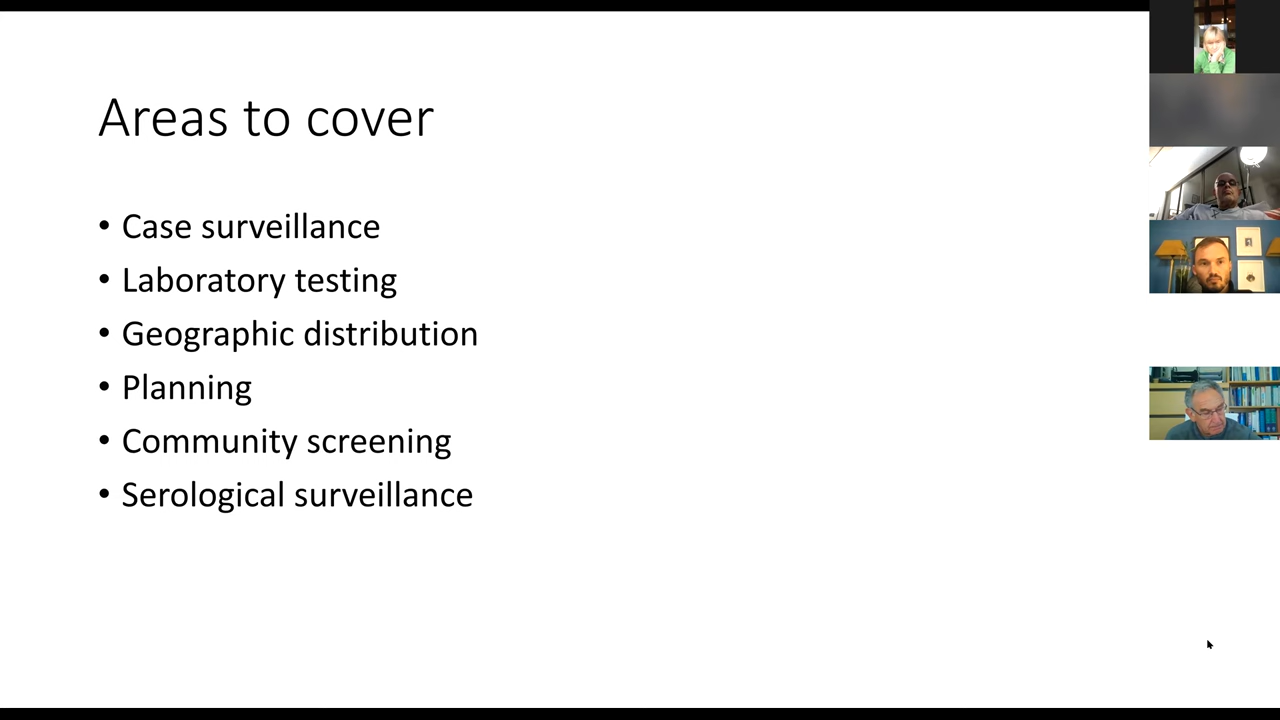 Areas to cover
• Case surveillance
• Laboratory testing
• Geographic distribution
• Planning
• Community screening
• Serological surveillance